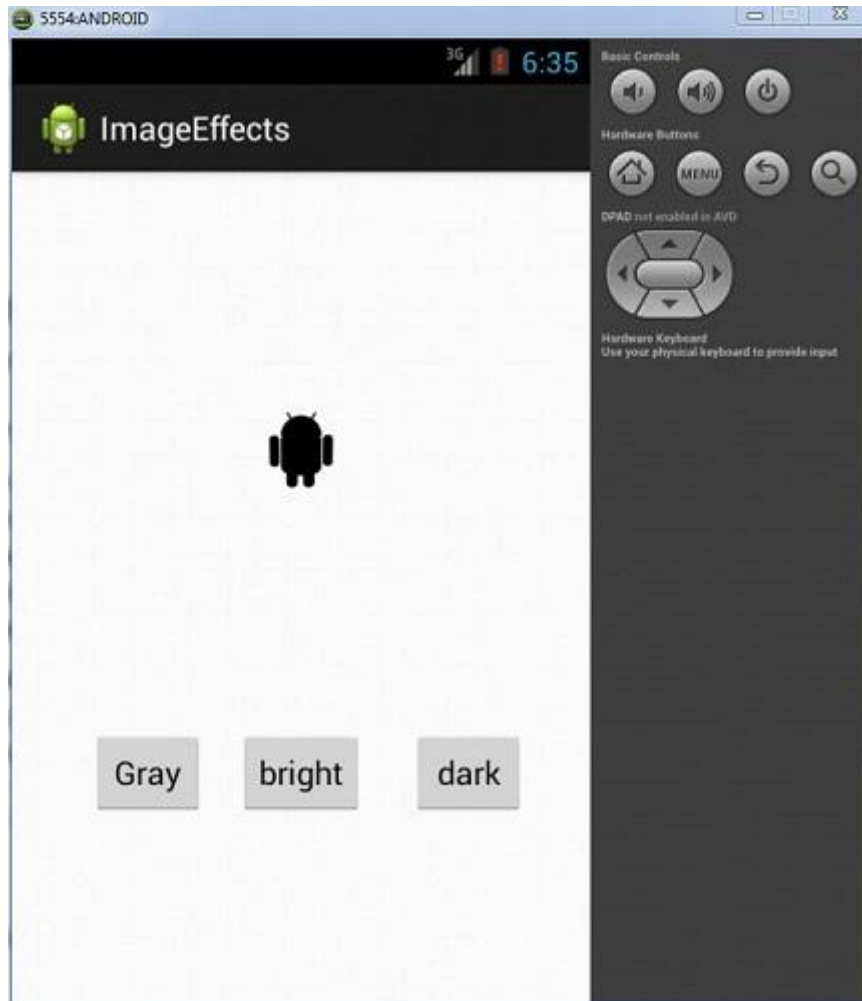 5554:ANDROID
3G 6:35
ImageEffects
Gray bright dark
Basic Controls
Hardware Buttons
MENU
DPAD not enabled in AVD
Hardware Keyboard
Use your physical keyboard to provide input